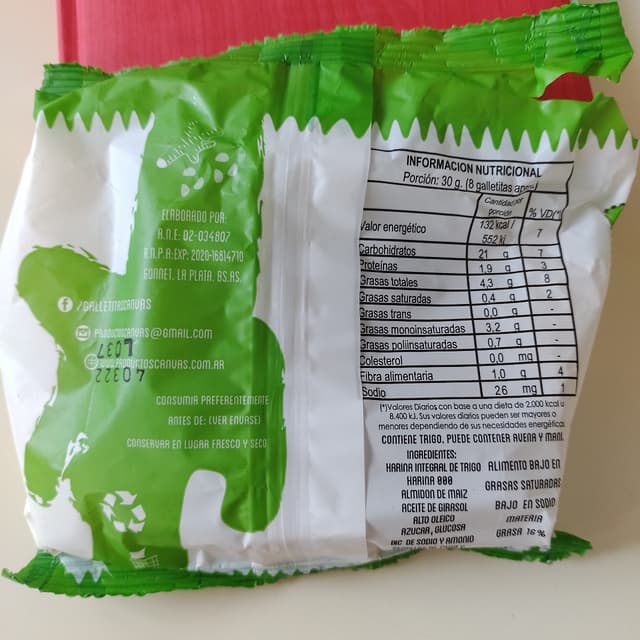 ELABORADO POR:
R.N.E: 02-034807
R.N.P.A:EXP: 2020-16814710
GONNET. LA PLATA. BS.AS.
/GALLETITASCANVAS
PRODUCTOSCANVAS@GMAIL.COM
WWW.PRODUCTOSCANVAS.COM.AR
L037
40322
CONSUMIR PREFERENTEMENTE
ANTES DE: (VER ENVASE)
CONSERVAR EN LUGAR FRESCO Y SECO.
INFORMACION NUTRICIONAL
Porción: 30 g. (8 galletitas aprox
Cantidad por porción % VD(*)
Valor energético 132 kcal / 552 kj 7
Carbohidratos 21 g 7
Proteínas 1,9 g 3
Grasas totales 4,3 g 8
Grasas saturadas 0,4 g 2
Grasas trans 0,0 g -
Grasas monoinsaturadas 3,2 g -
Grasas poliinsaturadas 0,7 g -
Colesterol 0,0 mg -
Fibra alimentaria 1,0 g 4
Sodio 26 mg 1
(*)Valores Diarios con base a una dieta de 2.000 kcal u
8.400 kJ. Sus valores diarios pueden ser mayores o
menores dependiendo de sus necesidades energéticas
CONTIENE TRIGO. PUEDE CONTENER AVENA Y MANI.
INGREDIENTES:
HARINA INTEGRAL DE TRIGO
HARINA 000
ALMIDON DE MAIZ
ACEITE DE GIRASOL
ALTO OLEICO
AZUCAR, GLUCOSA
BIC DE SODIO Y AMONIO
ALIMENTO BAJO EN
GRASAS SATURADAS
BAJO EN SODIO
MATERIA
GRASA 16 %